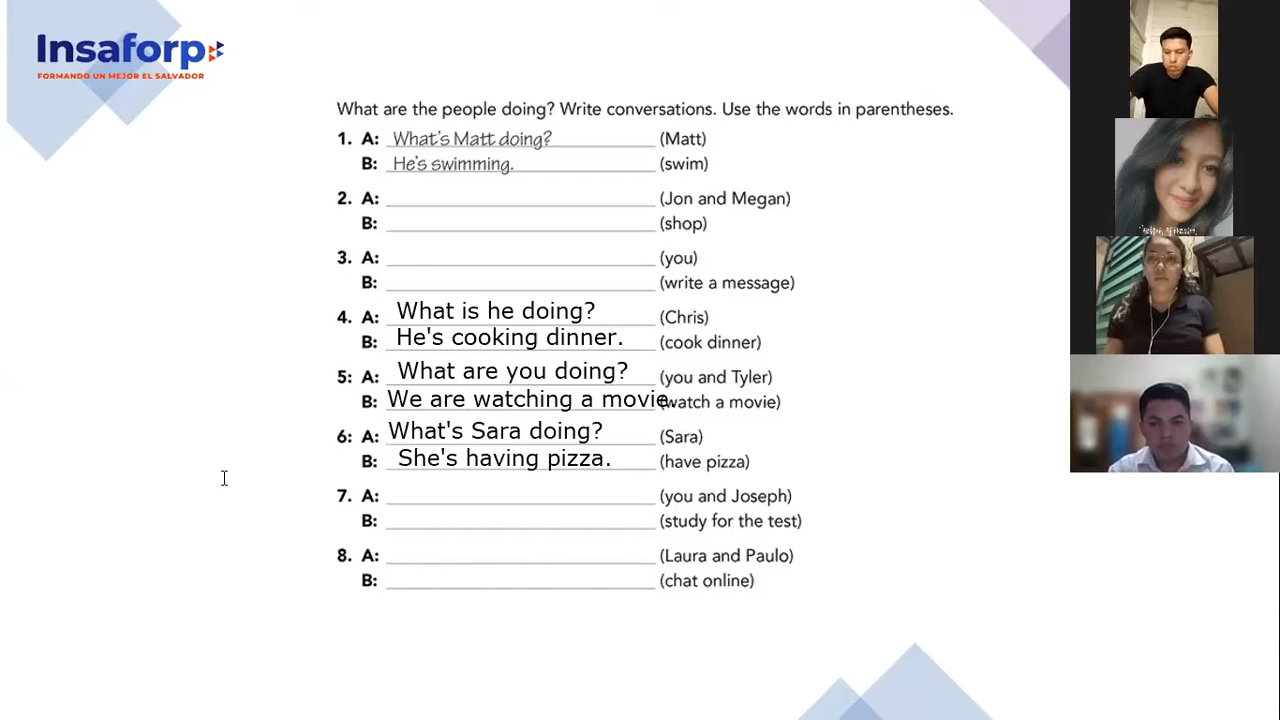 Insaforp
FORMANDO UN MEJOR EL SALVADOR
What are the people doing? Write conversations. Use the words in parentheses.
1. A: What's Matt doing? (Matt)
B: He's swimming. (swim)
2. A: (Jon and Megan)
B: (shop)
3. A: (you)
B: (write a message)
4. A: What is he doing? (Chris)
B: He's cooking dinner. (cook dinner)
5: A: What are you doing? (you and Tyler)
B: We are watching a movie. (watch a movie)
6: A: What's Sara doing? (Sara)
B: She's having pizza. (have pizza)
7. A: (you and Joseph)
B: (study for the test)
8. A: (Laura and Paulo)
B: (chat online)